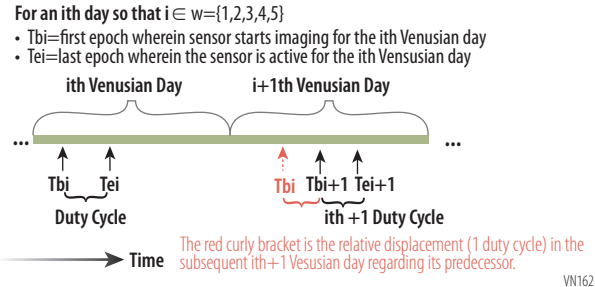 For an ith day so that i ∈ w={1,2,3,4,5}
• Tbi=first epoch wherein sensor starts imaging for the ith Venusian day
• Tei=last epoch wherein the sensor is active for the ith Vensusian day
ith Venusian Day i+1th Venusian Day
... ...
Tbi Tei Tbi Tbi+1 Tei+1
Duty Cycle ith +1 Duty Cycle
Time
The red curly bracket is the relative displacement (1 duty cycle) in the
subsequent ith+1 Vesusian day regarding its predecessor.
VN162